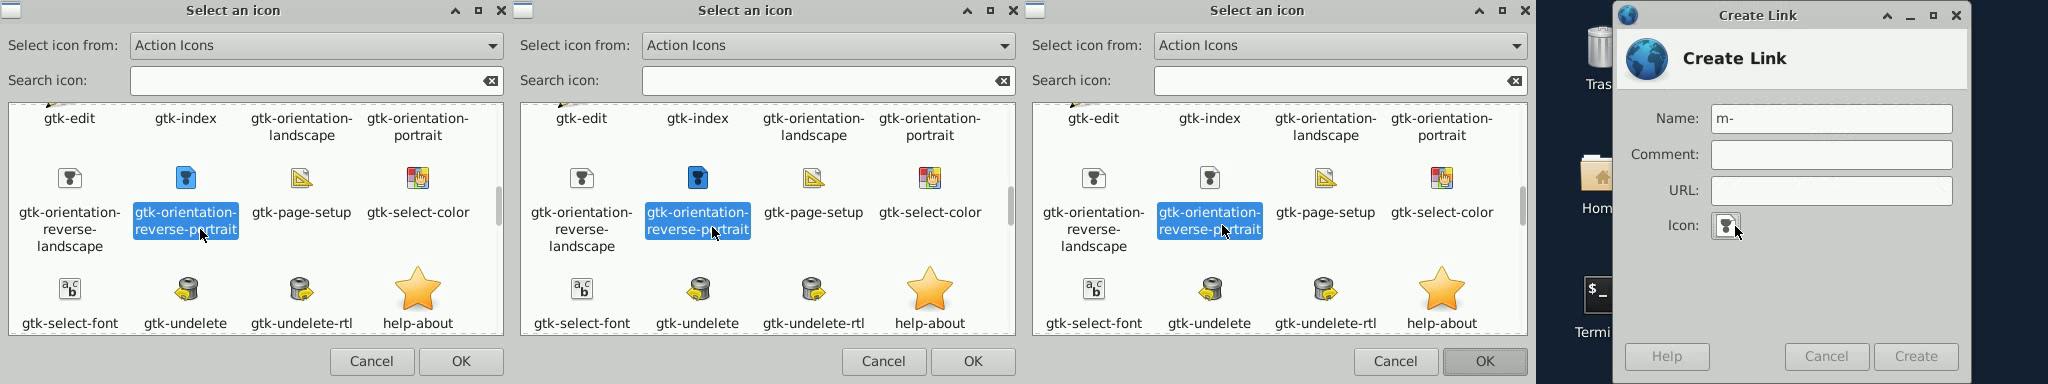 Select an icon
Select icon from: Action Icons
Search icon:
gtk-edit gtk-index gtk-orientation- gtk-orientation-
landscape portrait
gtk-orientation- gtk-orientation- gtk-page-setup gtk-select-color
reverse- reverse-portrait
landscape
gtk-select-font gtk-undelete gtk-undelete-rtl help-about
Cancel OK
Select an icon
Select icon from: Action Icons
Search icon:
gtk-edit gtk-index gtk-orientation- gtk-orientation-
landscape portrait
gtk-orientation- gtk-orientation- gtk-page-setup gtk-select-color
reverse- reverse-portrait
landscape
gtk-select-font gtk-undelete gtk-undelete-rtl help-about
Cancel OK
Select an icon
Select icon from: Action Icons
Search icon:
gtk-edit gtk-index gtk-orientation- gtk-orientation-
landscape portrait
gtk-orientation- gtk-orientation- gtk-page-setup gtk-select-color
reverse- reverse-portrait
landscape
gtk-select-font gtk-undelete gtk-undelete-rtl help-about
Cancel OK
Tras
Hom
$_
Termi
Create Link
Create Link
Name: m-
Comment:
URL:
Icon:
Help Cancel Create